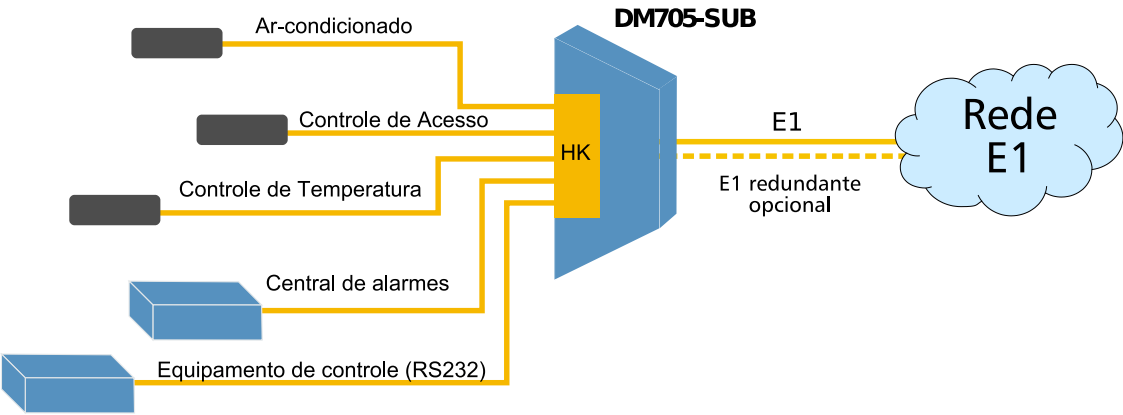 DM705-SUB
Ar-condicionado
Controle de Acesso
HK
Controle de Temperatura
Central de alarmes
Equipamento de controle (RS232)
E1
E1 redundante
opcional
Rede
E1